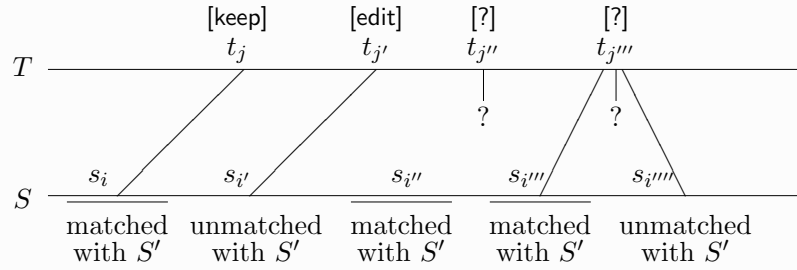 [keep] [edit] [?] [?]
T t_j t_{j'} t_{j''} t_{j'''}
? ?
S s_i s_{i'} s_{i''} s_{i'''} s_{i''''}
matched unmatched matched matched unmatched
with S' with S' with S' with S' with S'